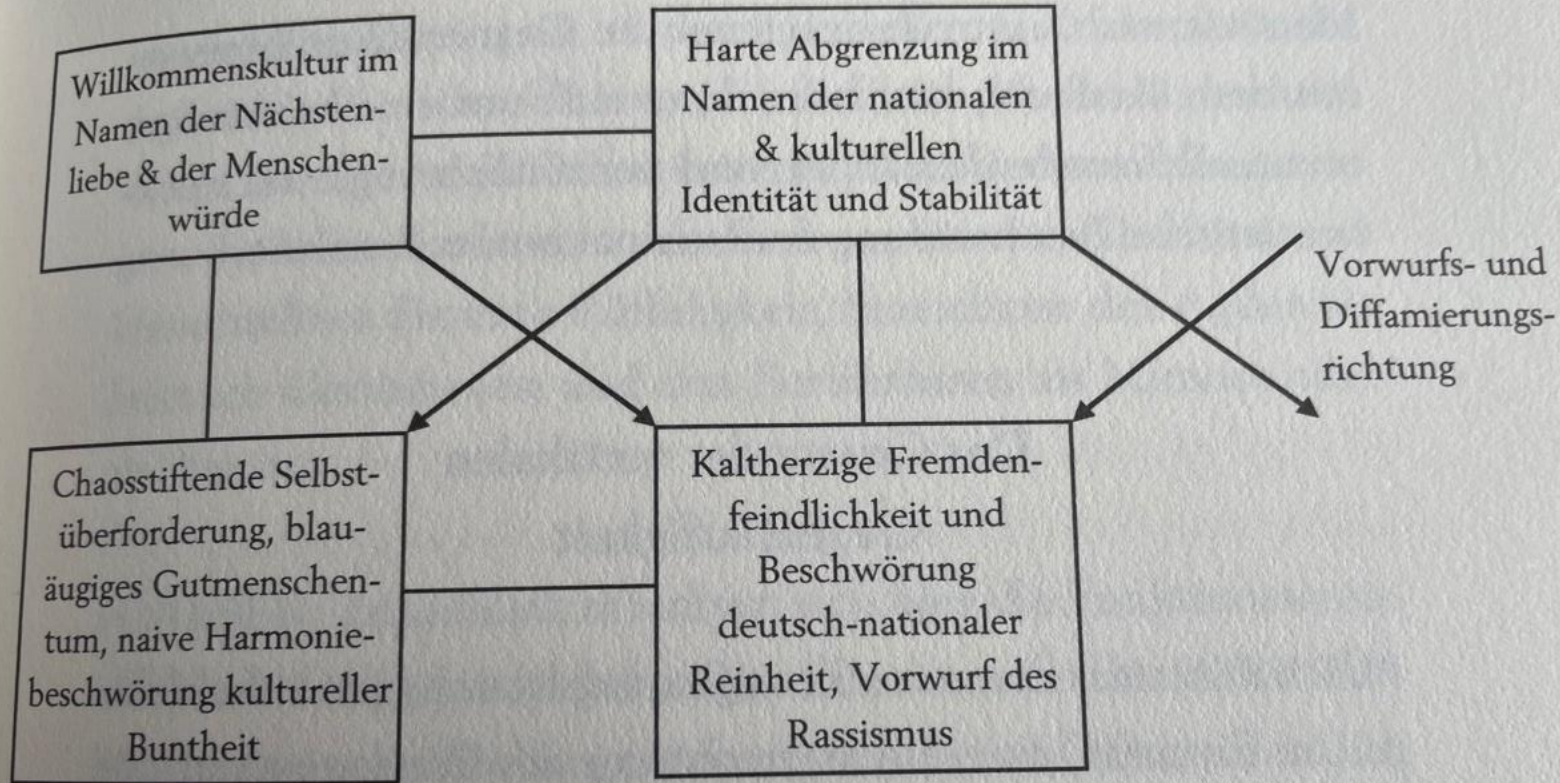 Willkommenskultur im
Namen der Nächsten-
liebe & der Menschen-
würde
Harte Abgrenzung im
Namen der nationalen
& kulturellen
Identität und Stabilität
Vorwurfs- und
Diffamierungs-
richtung
Chaosstiftende Selbst-
überforderung, blau-
äugiges Gutmenschen-
tum, naive Harmonie-
beschwörung kultureller
Buntheit
Kaltherzige Fremden-
feindlichkeit und
Beschwörung
deutsch-nationaler
Reinheit, Vorwurf des
Rassismus